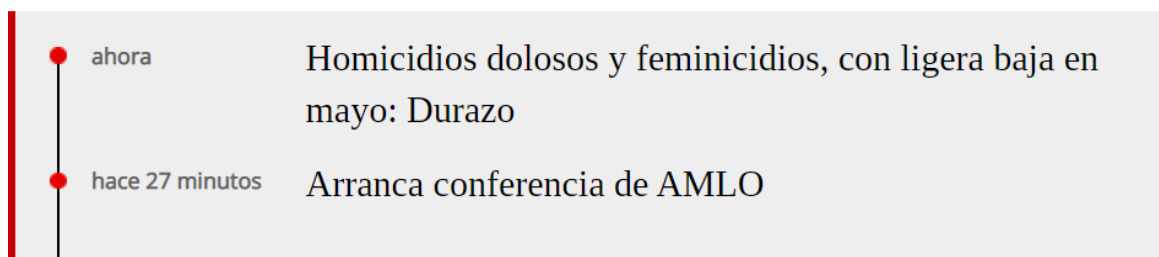 ahora
Homicidios dolosos y feminicidios, con ligera baja en
mayo: Durazo
hace 27 minutos
Arranca conferencia de AMLO